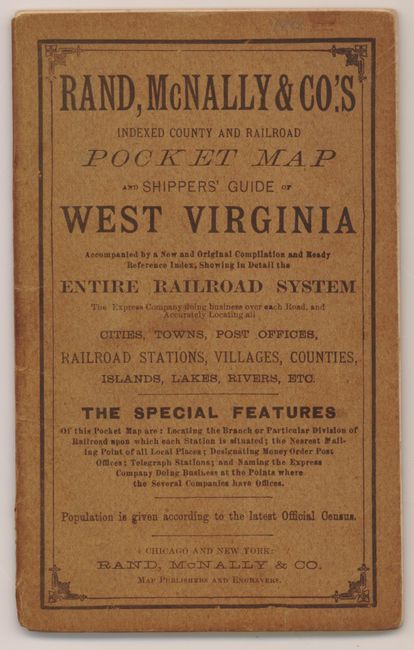 RAND, McNALLY & CO.'S
INDEXED COUNTY AND RAILROAD
POCKET MAP
AND SHIPPERS' GUIDE OF
WEST VIRGINIA
Accompanied by a New and Original Compilation and Ready
Reference Index, Showing in Detail the
ENTIRE RAILROAD SYSTEM
The Express Company doing business over each Road, and
Accurately Locating all
CITIES, TOWNS, POST OFFICES,
RAILROAD STATIONS, VILLAGES, COUNTIES,
ISLANDS, LAKES, RIVERS, ETC.
THE SPECIAL FEATURES
Of this Pocket Map are: Locating the Branch or Particular Division of
Railroad upon which each Station is situated; the Nearest Mail-
ing Point of all Local Places; Designating Money Order Post
Offices; Telegraph Stations; and Naming the Express
Company Doing Business at the Points where
the Several Companies have Offices.
Population is given according to the latest Official Census.
CHICAGO AND NEW YORK:
RAND, McNALLY & CO.
MAP PUBLISHERS AND ENGRAVERS.